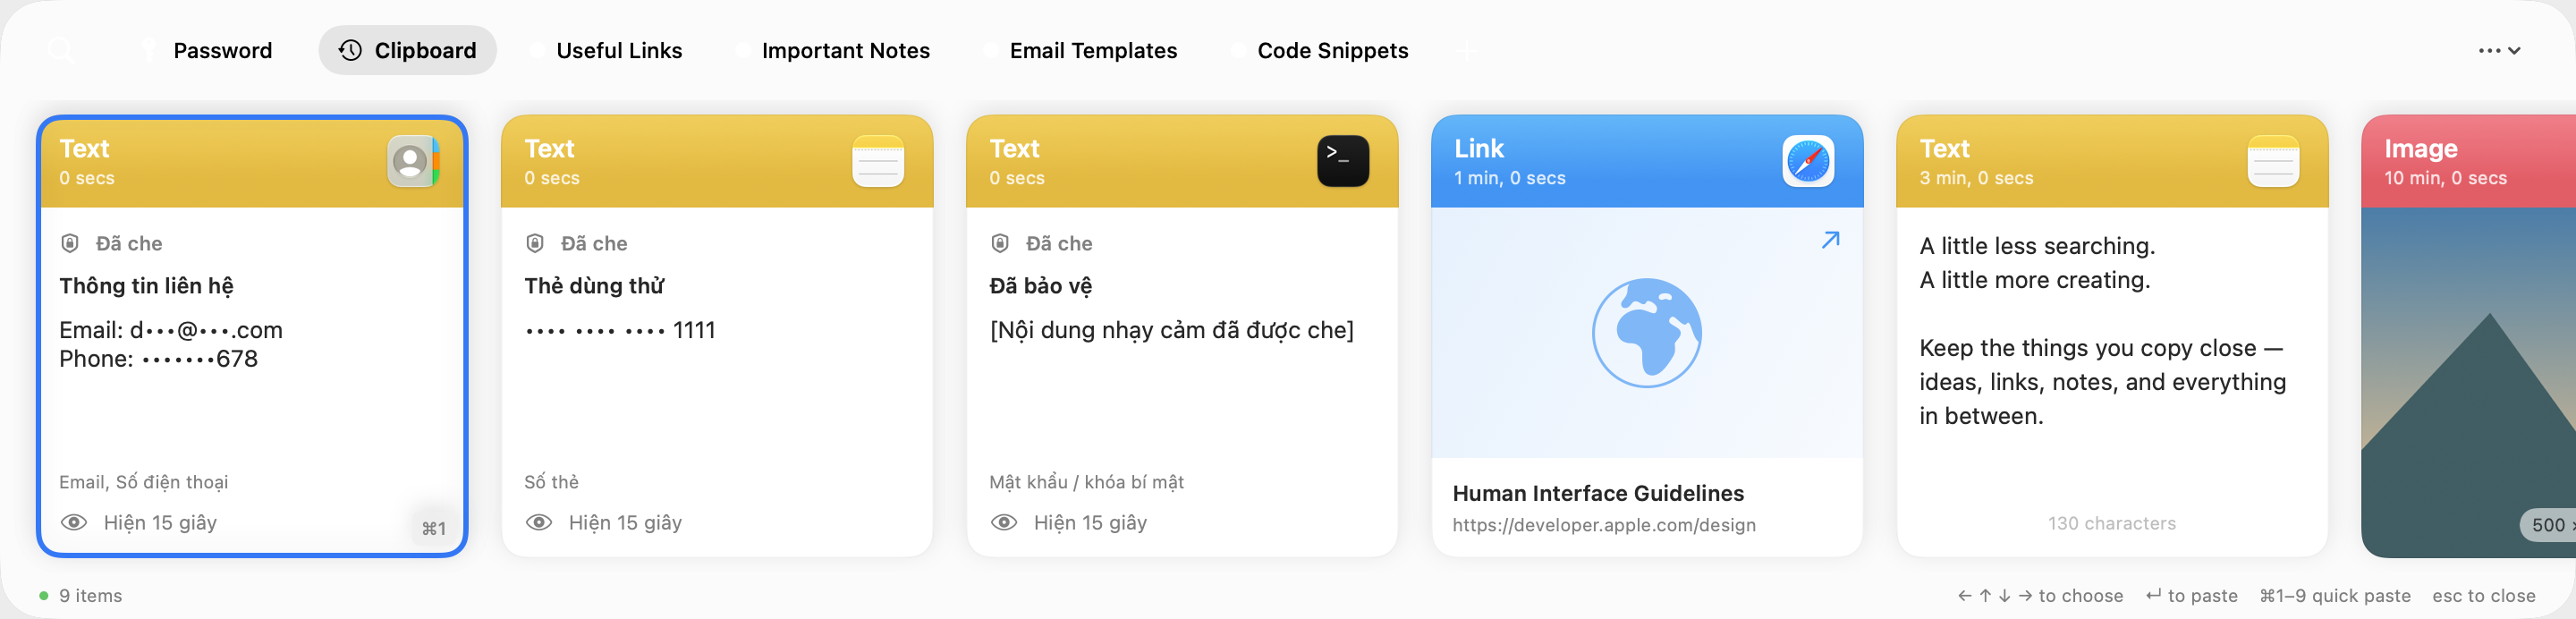 Password
Clipboard
Useful Links
Important Notes
Email Templates
Code Snippets
Text
0 secs
Đã che
Thông tin liên hệ
Email: d•••@•••.com
Phone: •••••••678
Email, Số điện thoại
Hiện 15 giây
⌘1
Text
0 secs
Đã che
Thẻ dùng thử
•••• •••• •••• 1111
Số thẻ
Hiện 15 giây
Text
0 secs
>_
Đã che
Đã bảo vệ
[Nội dung nhạy cảm đã được che]
Mật khẩu / khóa bí mật
Hiện 15 giây
Link
1 min, 0 secs
Human Interface Guidelines
https://developer.apple.com/design
Text
3 min, 0 secs
A little less searching.
A little more creating.
Keep the things you copy close —
ideas, links, notes, and everything
in between.
130 characters
Image
10 min, 0 secs
500
9 items
← ↑ ↓ → to choose ↵ to paste ⌘1–9 quick paste esc to close